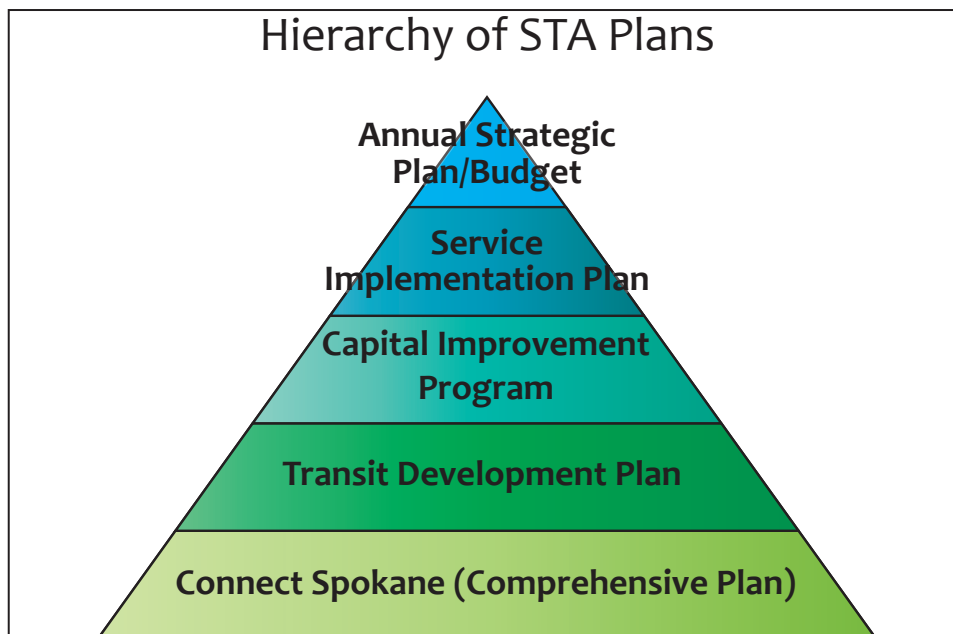 Hierarchy of STA Plans
Annual Strategic
Plan/Budget
Service
Implementation Plan
Capital Improvement
Program
Transit Development Plan
Connect Spokane (Comprehensive Plan)